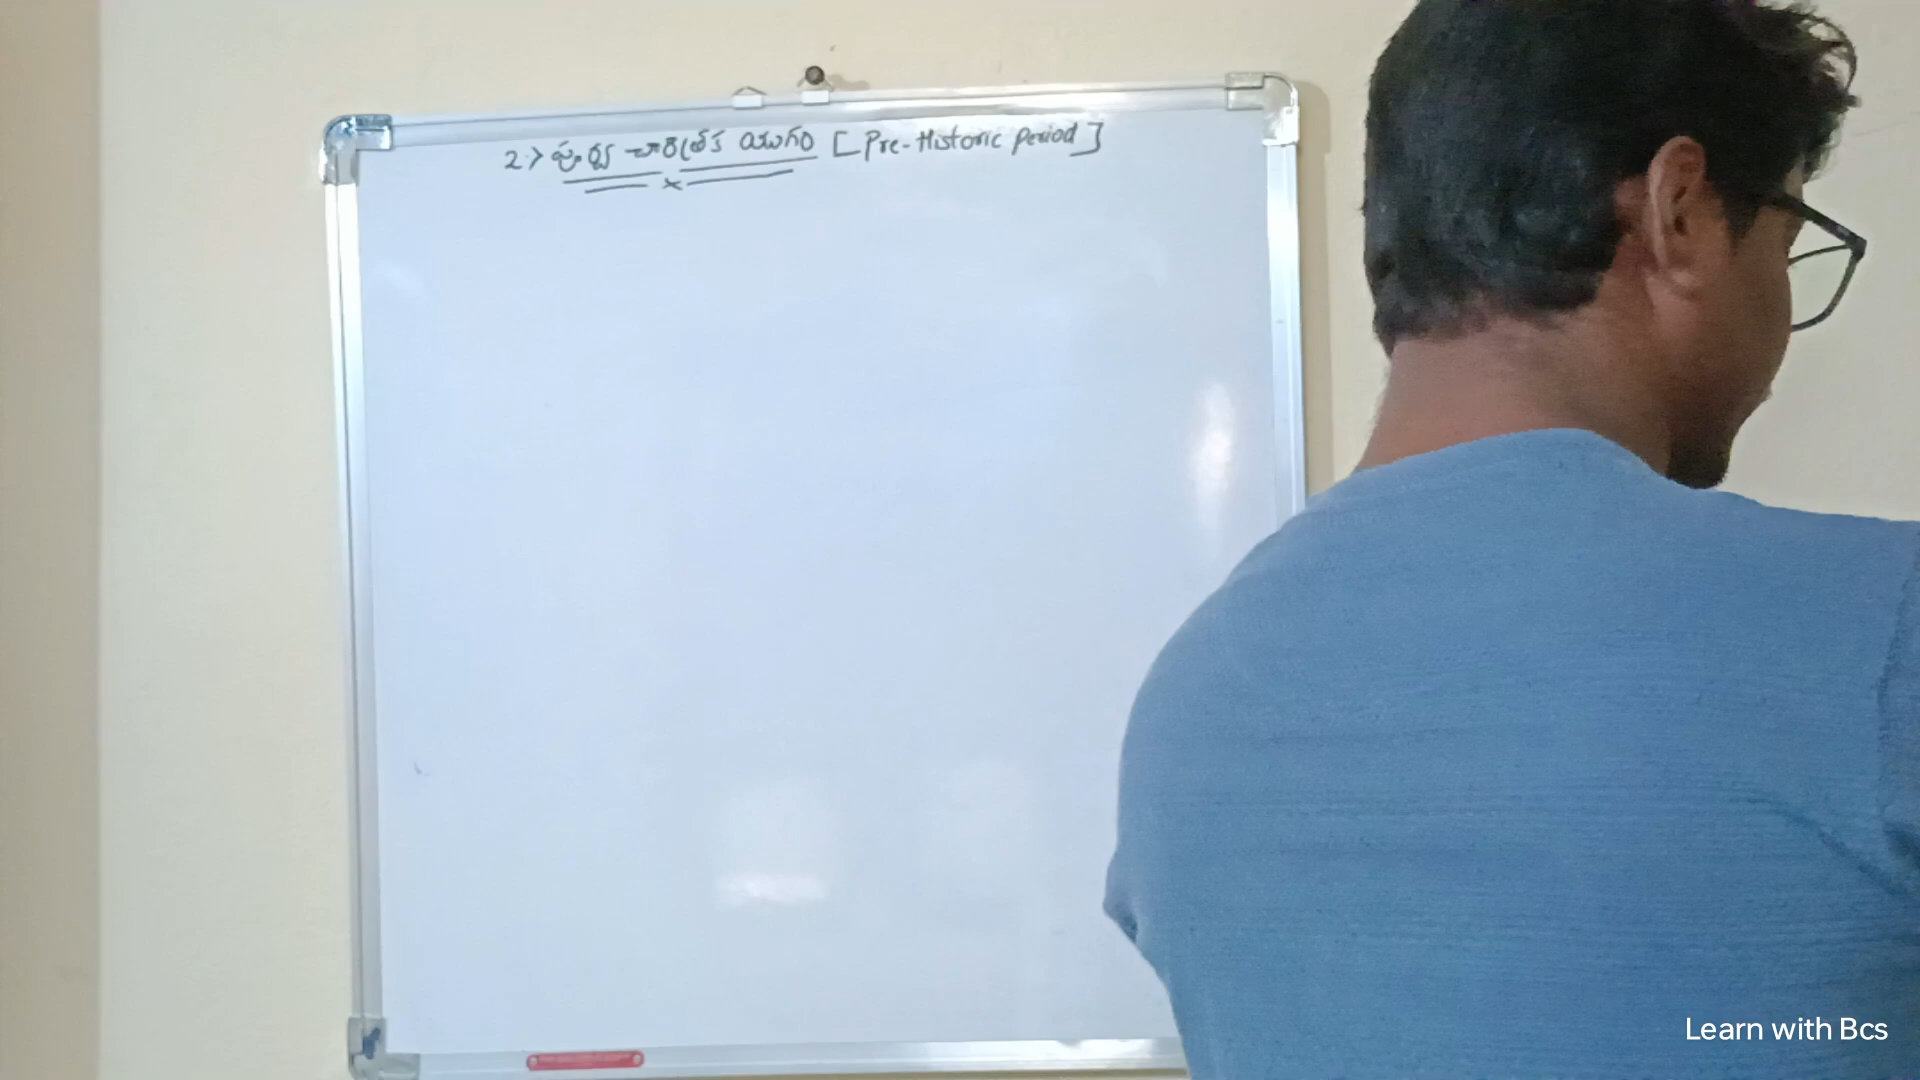 2.> పూర్వ చారిత్రక యుగం [Pre-Historic Period]
Learn with Bcs